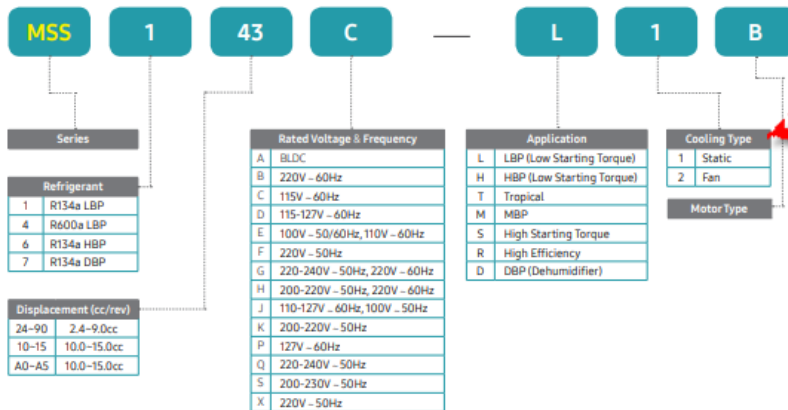 MSS 1 43 C — L 1 B
Series
Refrigerant
1 R134a LBP
4 R600a LBP
6 R134a HBP
7 R134a DBP
Displacement (cc/rev)
24~90 2.4~9.0cc
10~15 10.0~15.0cc
A0~A5 10.0~15.0cc
Rated Voltage & Frequency
A BLDC
B 220V ~ 60Hz
C 115V ~ 60Hz
D 115-127V ~ 60Hz
E 100V ~ 50/60Hz, 110V ~ 60Hz
F 220V ~ 50Hz
G 220-240V ~ 50Hz, 220V ~ 60Hz
H 200-220V ~ 50Hz, 220V ~ 60Hz
J 110-127V ~ 60Hz, 100V ~ 50Hz
K 200-220V ~ 50Hz
P 127V ~ 60Hz
Q 220-240V ~ 50Hz
S 200-230V ~ 50Hz
X 220V ~ 50Hz
Application
L LBP (Low Starting Torque)
H HBP (Low Starting Torque)
T Tropical
M MBP
S High Starting Torque
R High Efficiency
D DBP (Dehumidifier)
Cooling Type
1 Static
2 Fan
Motor Type